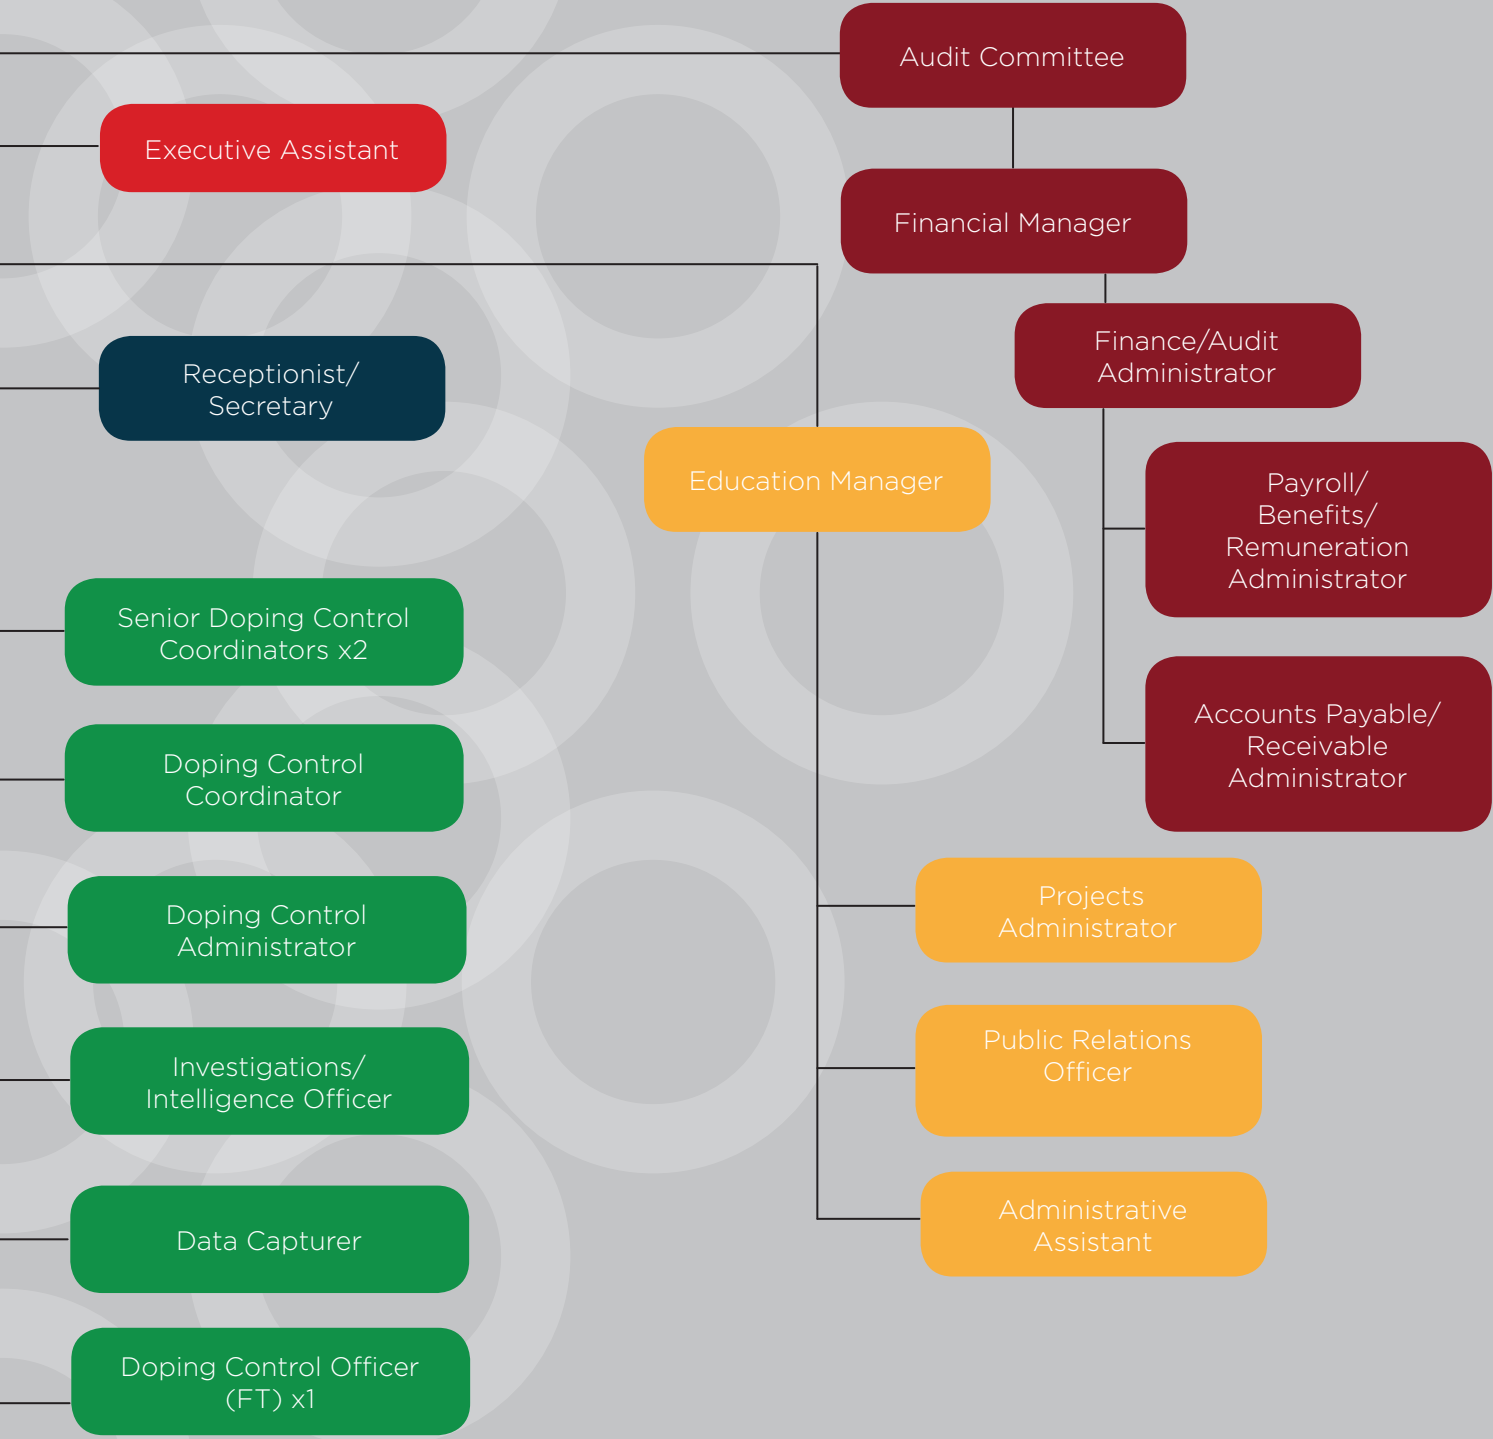 Audit Committee
Executive Assistant
Financial Manager
Finance/Audit
Administrator
Receptionist/
Secretary
Education Manager
Payroll/
Benefits/
Remuneration
Administrator
Senior Doping Control
Coordinators x2
Accounts Payable/
Receivable
Administrator
Doping Control
Coordinator
Projects
Administrator
Doping Control
Administrator
Public Relations
Officer
Investigations/
Intelligence Officer
Administrative
Assistant
Data Capturer
Doping Control Officer
(FT) x1